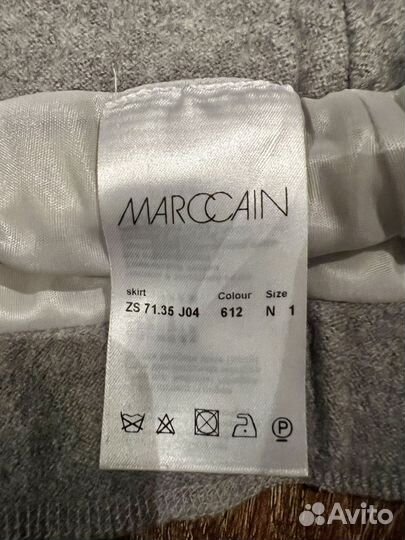 MARCCAIN
skirt Colour Size
ZS 71.35 J04 612 N 1
P
Avito